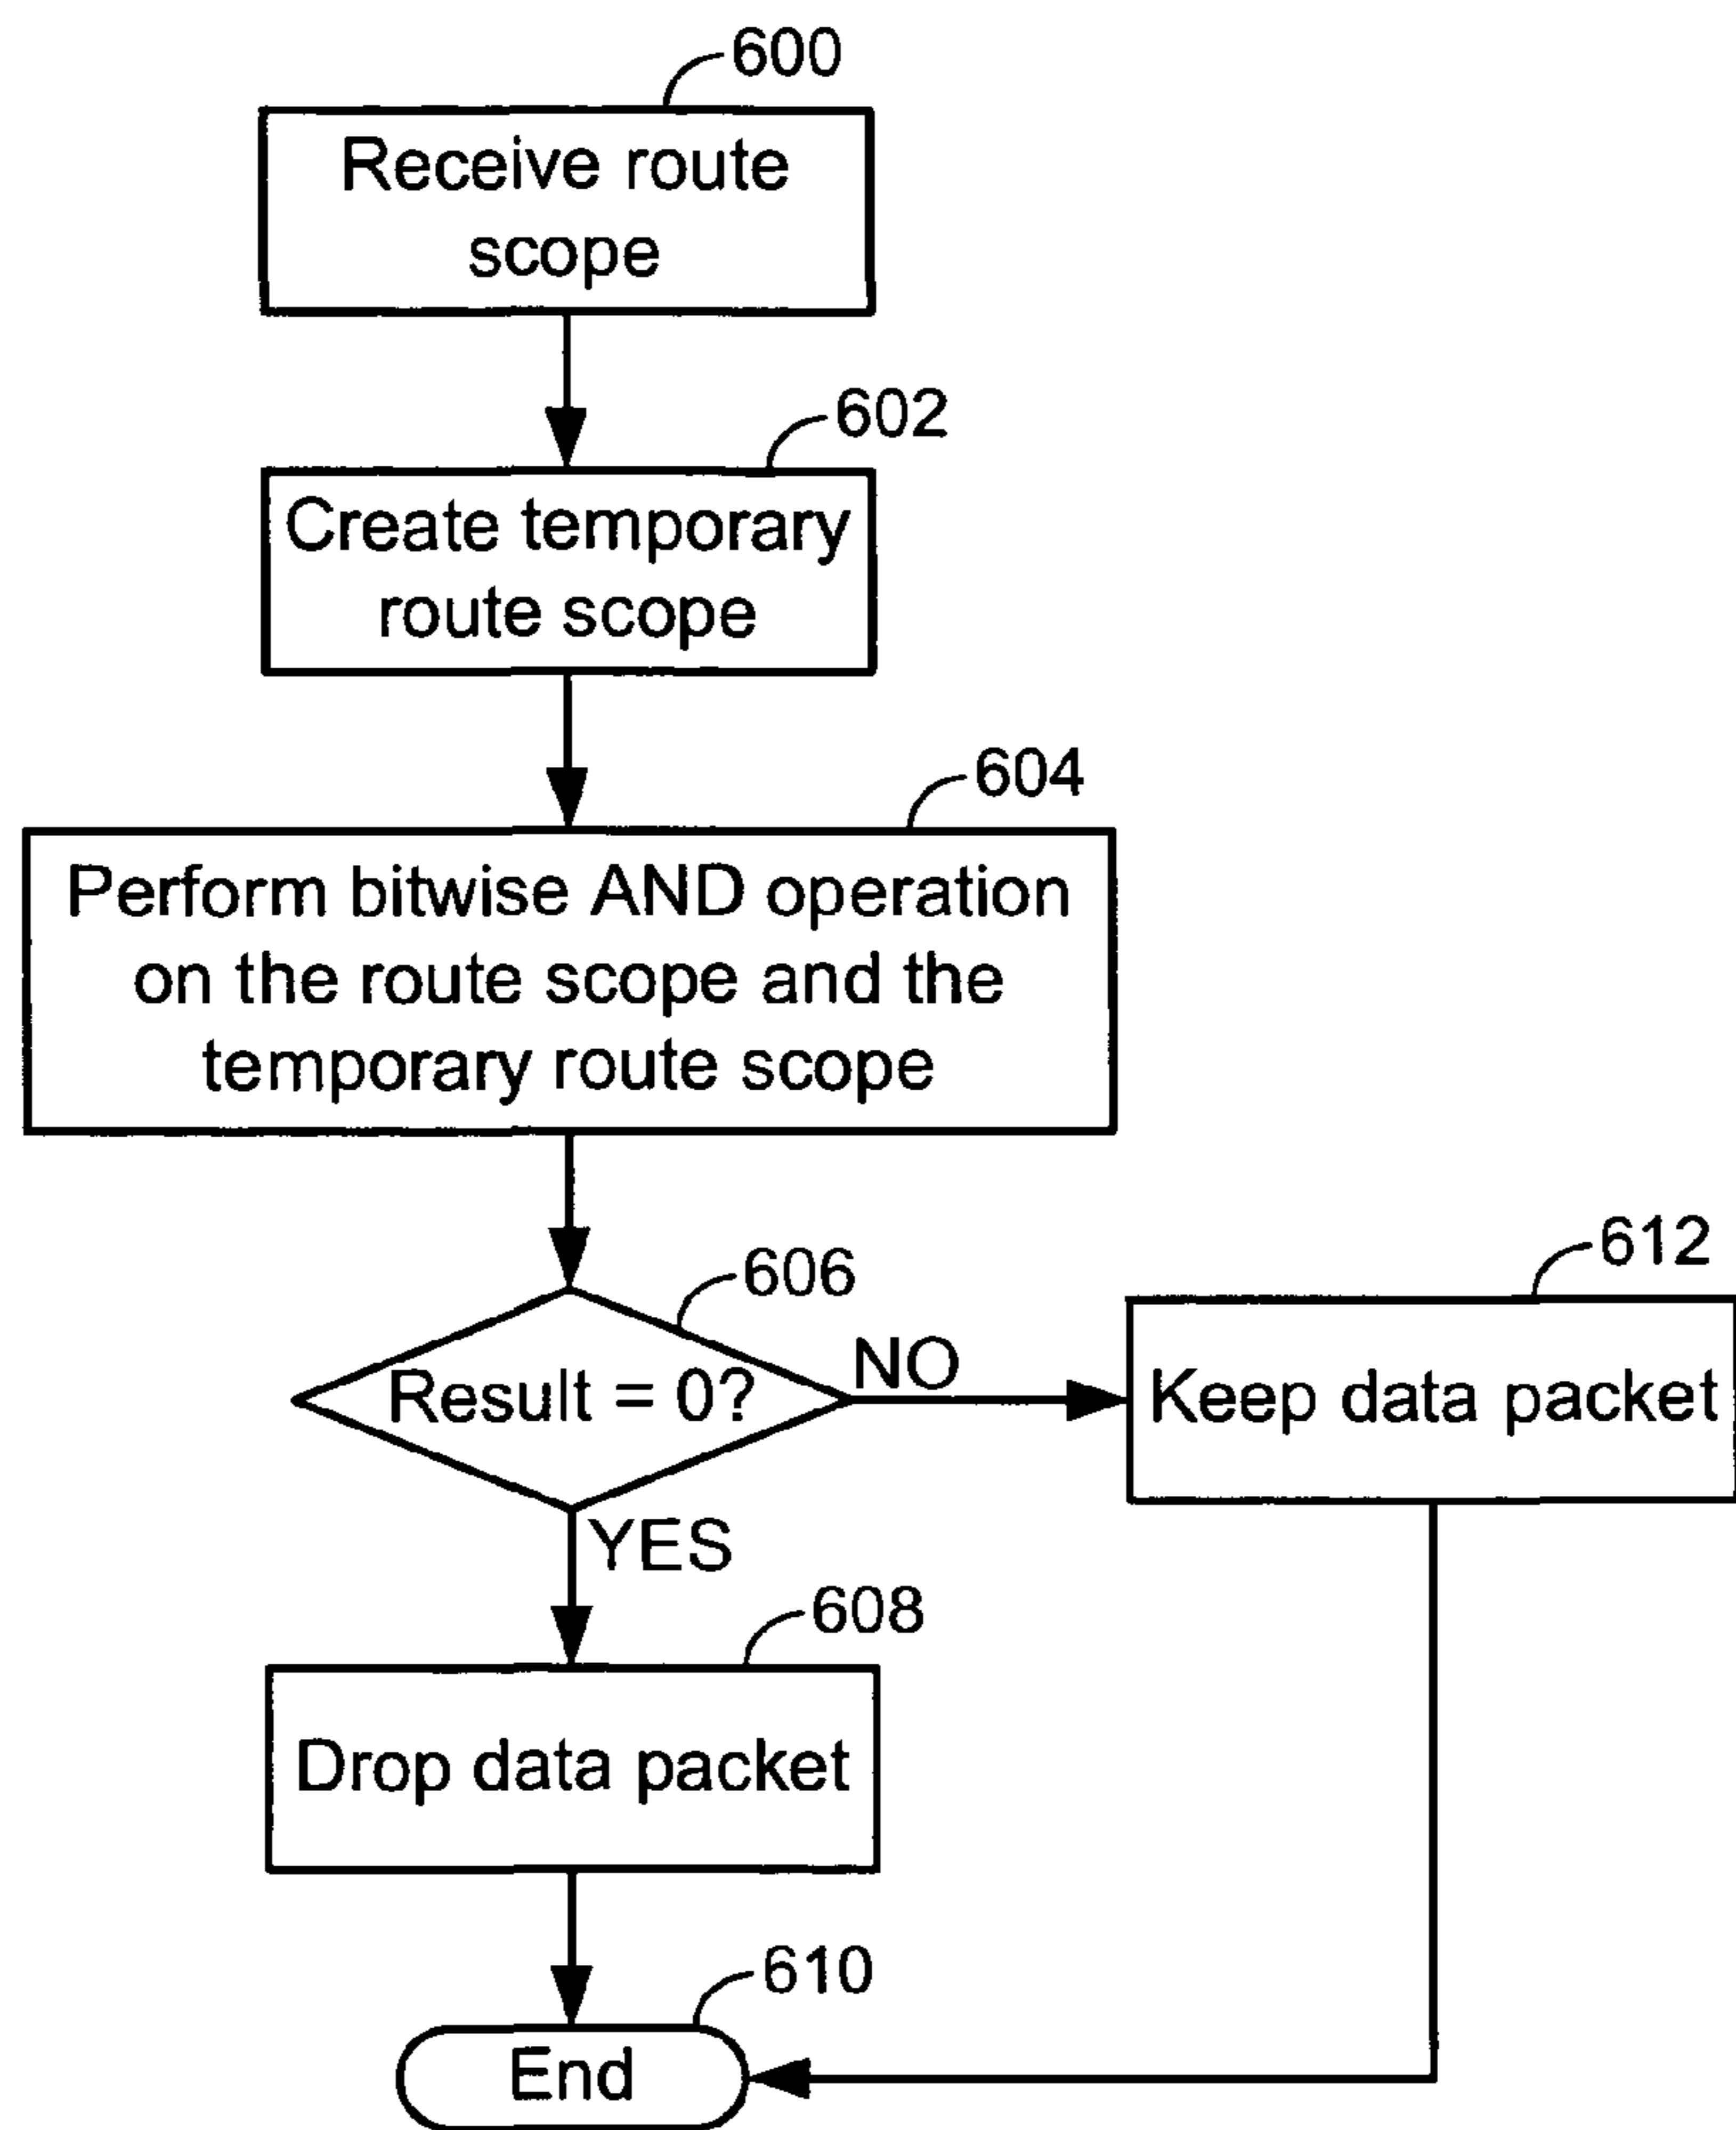 600
Receive route
scope
602
Create temporary
route scope
604
Perform bitwise AND operation
on the route scope and the
temporary route scope
606
Result = 0?
NO
612
Keep data packet
YES
608
Drop data packet
610
End